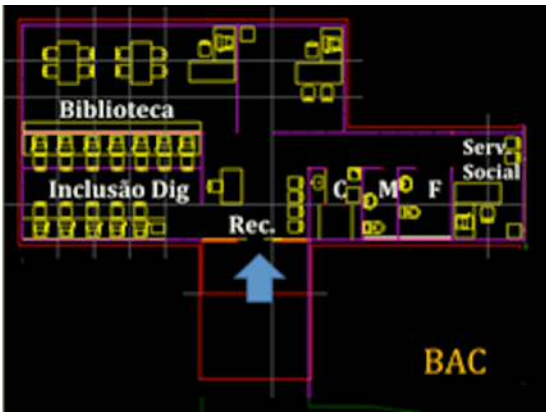 Biblioteca
Serv.
Social
Inclusão Dig
C
M
F
Rec.
BAC